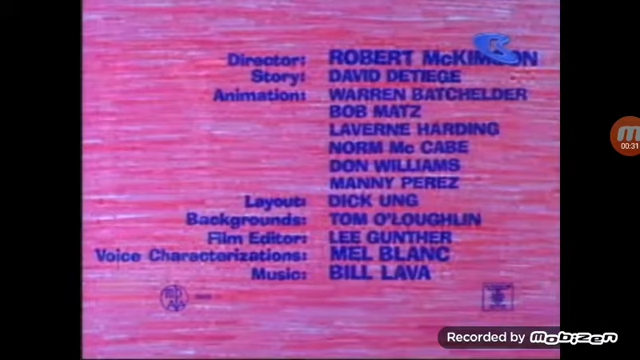 Director: ROBERT McKIMSON
Story: DAVID DETIEGE
Animation: WARREN BATCHELDER
BOB MATZ
LAVERNE HARDING
NORM Mc CABE
DON WILLIAMS
MANNY PEREZ
Layout: DICK UNG
Backgrounds: TOM O'LOUGHLIN
Film Editor: LEE GUNTHER
Voice Characterizations: MEL BLANC
Music: BILL LAVA
00:31
Recorded by mobizen